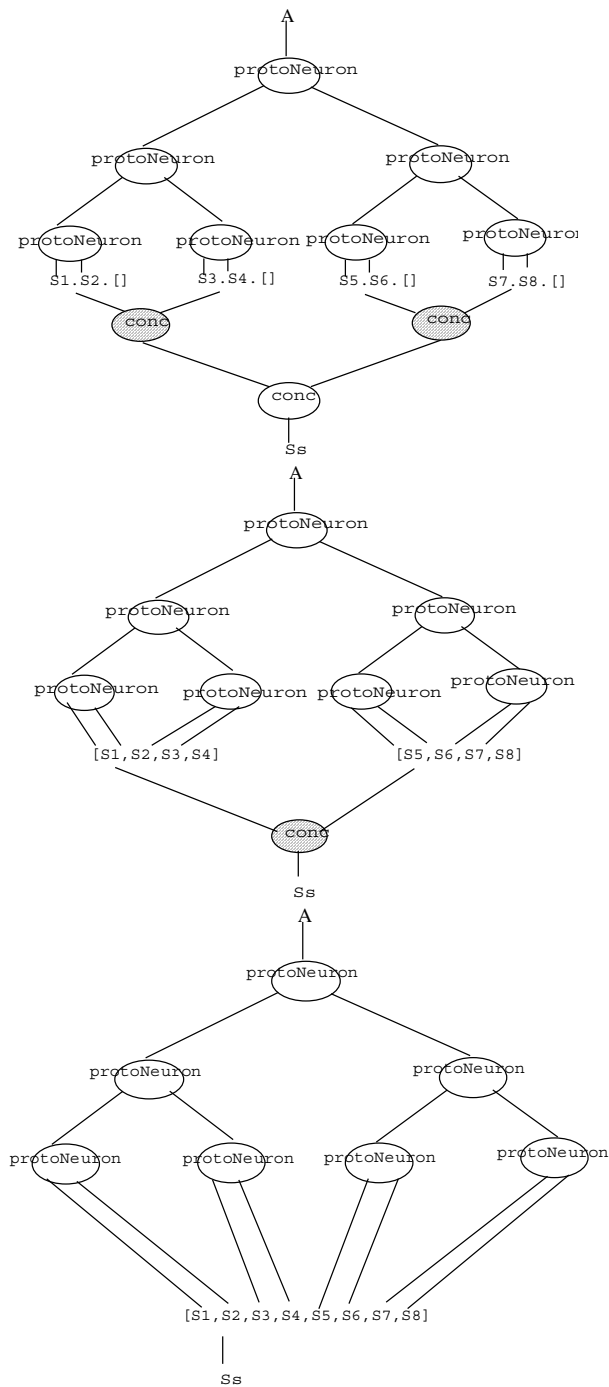 A
protoNeuron
protoNeuron protoNeuron
protoNeuron protoNeuron protoNeuron protoNeuron
S1.S2.[] S3.S4.[] S5.S6.[] S7.S8.[]
conc conc
conc
Ss
A
protoNeuron
protoNeuron protoNeuron
protoNeuron protoNeuron protoNeuron protoNeuron
[S1,S2,S3,S4] [S5,S6,S7,S8]
conc
Ss
A
protoNeuron
protoNeuron protoNeuron
protoNeuron protoNeuron protoNeuron protoNeuron
[S1,S2,S3,S4,S5,S6,S7,S8]
Ss